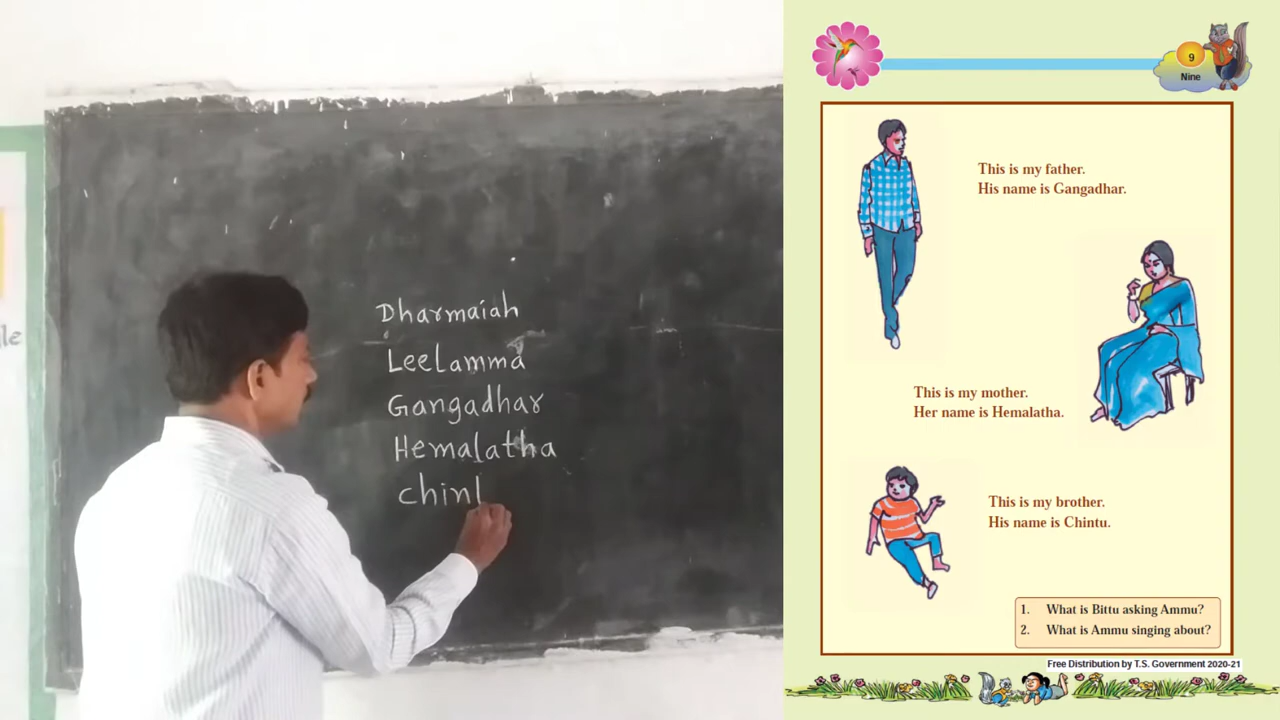 Dharmaiah
Leelamma
Gangadhar
Hemalatha
chin
9
Nine
This is my father.
His name is Gangadhar.
This is my mother.
Her name is Hemalatha.
This is my brother.
His name is Chintu.
1. What is Bittu asking Ammu?
2. What is Ammu singing about?
Free Distribution by T.S. Government 2020-21